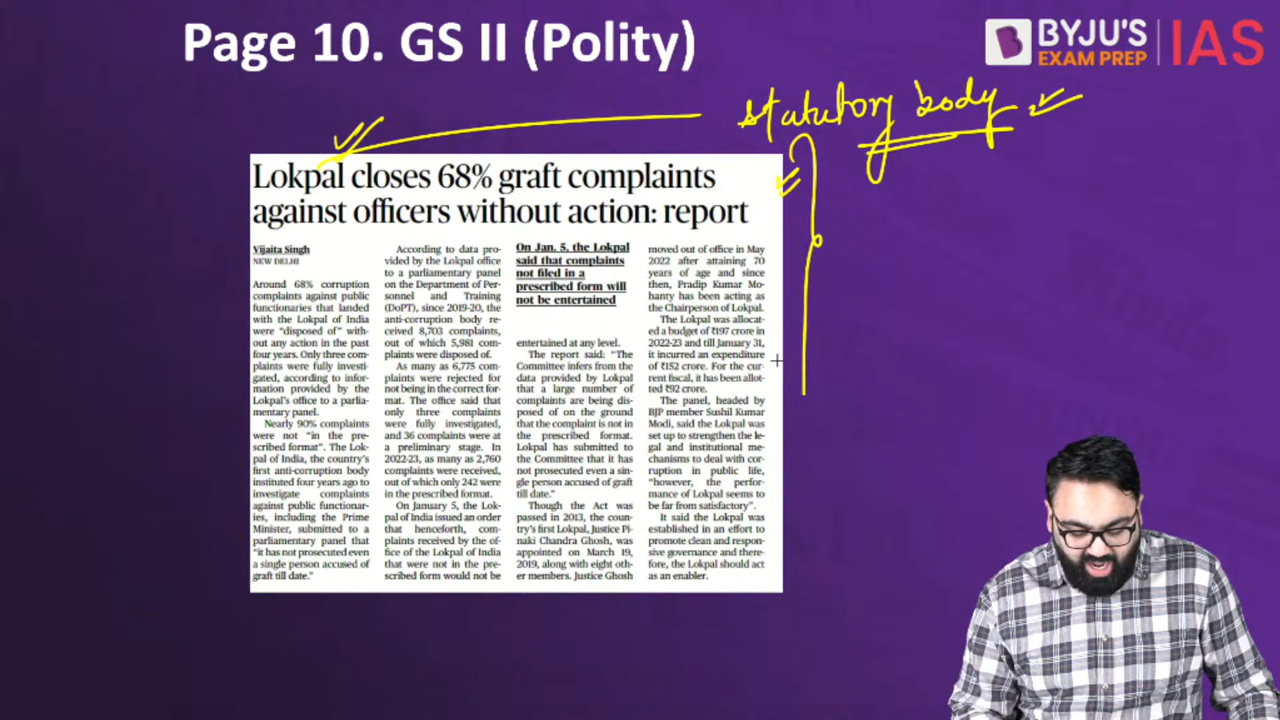 Page 10. GS II (Polity)
BYJU'S
EXAM PREP
IAS
statutory body
Lokpal closes 68% graft complaints
against officers without action: report
Vijaita Singh
NEW DELHI
Around 68% corruption
complaints against public
functionaries that landed
with the Lokpal of India
were "disposed of" with-
out any action in the past
four years. Only three com-
plaints were fully investi-
gated, according to infor-
mation provided by the
Lokpal's office to a parlia-
mentary panel.
Nearly 90% complaints
were not "in the pre-
scribed format". The Lok-
pal of India, the country's
first anti-corruption body
instituted four years ago to
investigate complaints
against public functionar-
ies, including the Prime
Minister, submitted to a
parliamentary panel that
"it has not prosecuted even
a single person accused of
graft till date."
According to data pro-
vided by the Lokpal office
to a parliamentary panel
on the Department of Per-
sonnel and Training
(DoPT), since 2019-20, the
anti-corruption body re-
ceived 8,703 complaints,
out of which 5,981 com-
plaints were disposed of.
As many as 6,775 com-
plaints were rejected for
not being in the correct for-
mat. The office said that
only three complaints
were fully investigated,
and 36 complaints were at
a preliminary stage. In
2022-23, as many as 2,760
complaints were received,
out of which only 242 were
in the prescribed format.
On January 5, the Lok-
pal of India issued an order
that henceforth, com-
plaints received by the of-
fice of the Lokpal of India
that were not in the pre-
scribed form would not be
On Jan. 5, the Lokpal
said that complaints
not filed in a
prescribed form will
not be entertained
entertained at any level.
The report said: "The
Committee infers from the
data provided by Lokpal
that a large number of
complaints are being dis-
posed of on the ground
that the complaint is not in
the prescribed format.
Lokpal has submitted to
the Committee that it has
not prosecuted even a sin-
gle person accused of graft
till date."
Though the Act was
passed in 2013, the coun-
try's first Lokpal, Justice Pi-
naki Chandra Ghosh, was
appointed on March 19,
2019, along with eight oth-
er members. Justice Ghosh
moved out of office in May
2022 after attaining 70
years of age and since
then, Pradip Kumar Mo-
hanty has been acting as
the Chairperson of Lokpal.
The Lokpal was allocat-
ed a budget of ₹197 crore in
2022-23 and till January 31,
it incurred an expenditure
of ₹152 crore. For the cur-
rent fiscal, it has been allot-
ted ₹92 crore.
The panel, headed by
BJP member Sushil Kumar
Modi, said the Lokpal was
set up to strengthen the le-
gal and institutional me-
chanisms to deal with cor-
ruption in public life,
"however, the perfor-
mance of Lokpal seems to
be far from satisfactory".
It said the Lokpal was
established in an effort to
promote clean and respon-
sive governance and there-
fore, the Lokpal should act
as an enabler.